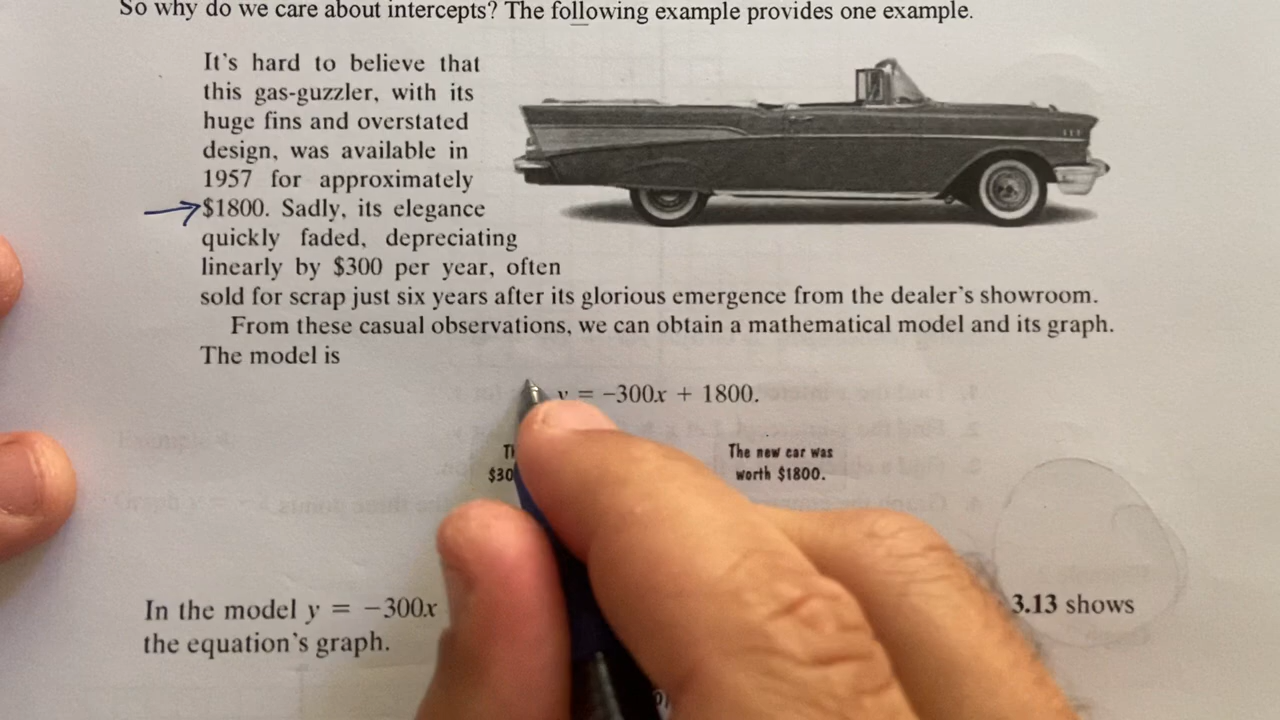 So why do we care about intercepts? The following example provides one example.
It's hard to believe that
this gas-guzzler, with its
huge fins and overstated
design, was available in
1957 for approximately
$1800. Sadly, its elegance
quickly faded, depreciating
linearly by $300 per year, often
sold for scrap just six years after its glorious emergence from the dealer's showroom.
From these casual observations, we can obtain a mathematical model and its graph.
The model is
y = −300x + 1800.
The new car was
$30 worth $1800.
In the model y = −300x 3.13 shows
the equation's graph.